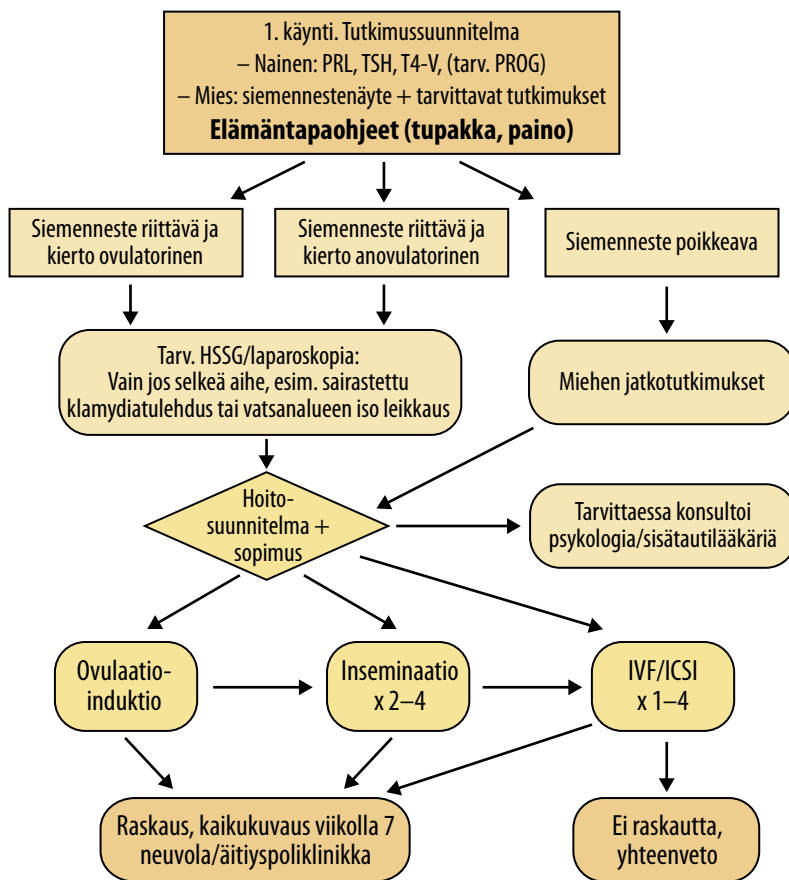 1. käynti. Tutkimussuunnitelma
– Nainen: PRL, TSH, T4-V, (tarv. PROG)
– Mies: siemennestenäyte + tarvittavat tutkimukset
Elämäntapaohjeet (tupakka, paino)
Siemenneste riittävä ja
kierto ovulatorinen
Siemenneste riittävä ja
kierto anovulatorinen
Siemenneste poikkeava
Tarv. HSSG/laparoskopia:
Vain jos selkeä aihe, esim. sairastettu
klamydiatulehdus tai vatsanalueen iso leikkaus
Miehen jatkotutkimukset
Hoito-
suunnitelma +
sopimus
Tarvittaessa konsultoi
psykologia/sisätautilääkäriä
Ovulaatio-
induktio
Inseminaatio
x 2–4
IVF/ICSI
x 1–4
Raskaus, kaikukuvaus viikolla 7
neuvola/äitiyspoliklinikka
Ei raskautta,
yhteenveto